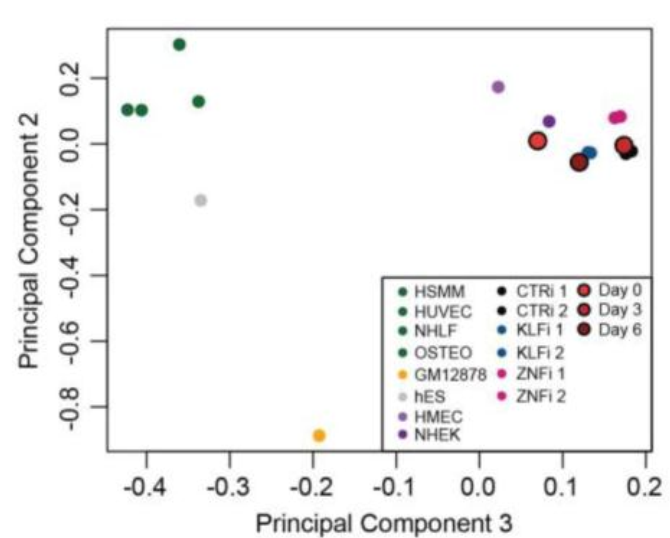 Principal Component 2
0.2
0.0
-0.2
-0.4
-0.6
-0.8
HSMM
HUVEC
NHLF
OSTEO
GM12878
hES
HMEC
NHEK
CTRi 1
CTRi 2
KLFi 1
KLFi 2
ZNFi 1
ZNFi 2
Day 0
Day 3
Day 6
-0.4 -0.3 -0.2 -0.1 0.0 0.1 0.2
Principal Component 3